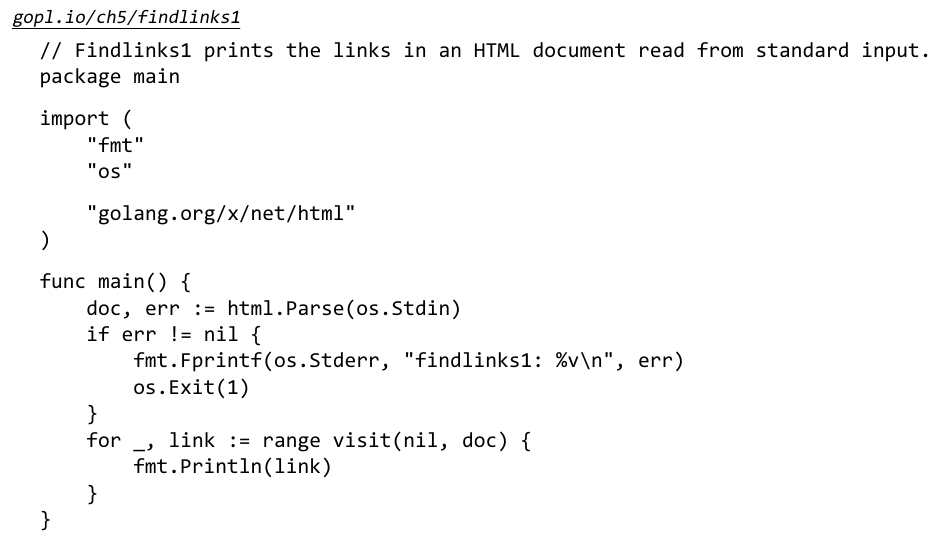 gopl.io/ch5/findlinks1
// Findlinks1 prints the links in an HTML document read from standard input.
package main
import (
    "fmt"
    "os"
    "golang.org/x/net/html"
)
func main() {
    doc, err := html.Parse(os.Stdin)
    if err != nil {
        fmt.Fprintf(os.Stderr, "findlinks1: %v\n", err)
        os.Exit(1)
    }
    for _, link := range visit(nil, doc) {
        fmt.Println(link)
    }
}